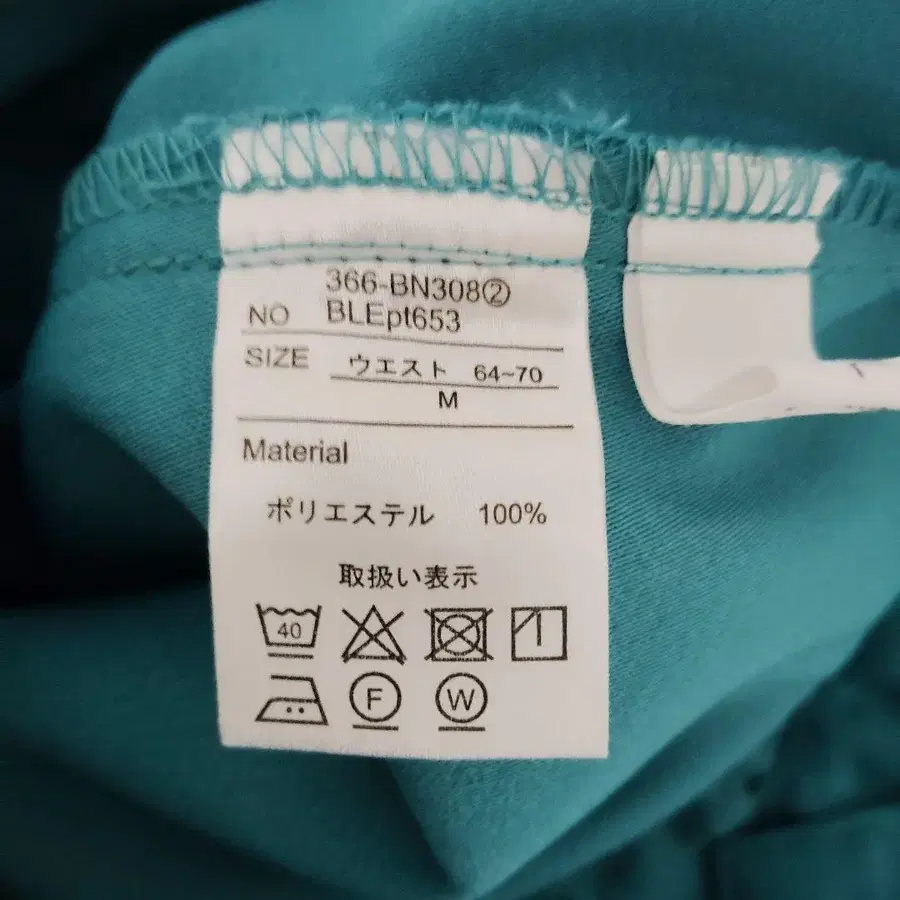 366-BN308②
NO BLEpt653
SIZE ウエスト 64~70
M
Material
ポリエステル 100%
取扱い表示
40
F W